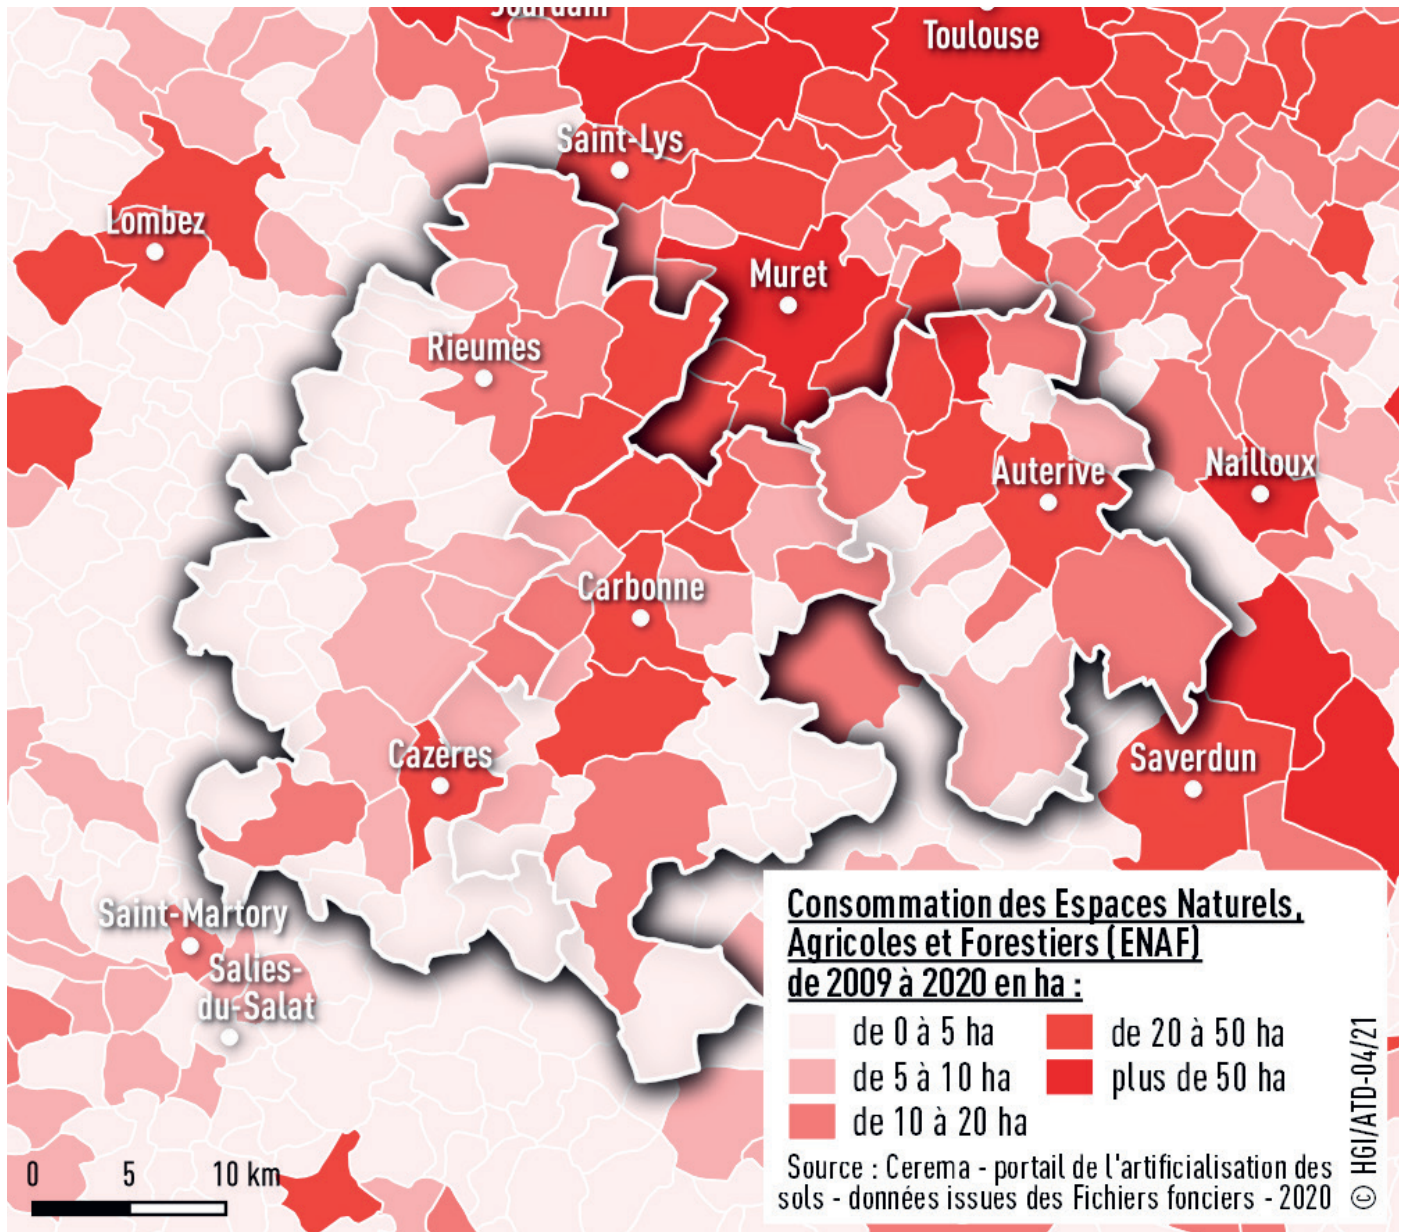 Toulouse
Saint-Lys
Lombez
Muret
Rieumes
Auterive
Nailloux
Carbonne
Cazères
Saverdun
Saint-Martory
Salies-
du-Salat
Consommation des Espaces Naturels,
Agricoles et Forestiers (ENAF)
de 2009 à 2020 en ha :
de 0 à 5 ha
de 5 à 10 ha
de 10 à 20 ha
de 20 à 50 ha
plus de 50 ha
Source : Cerema - portail de l'artificialisation des
sols - données issues des Fichiers fonciers - 2020
© HGI/ATD-04/21
0 5 10 km